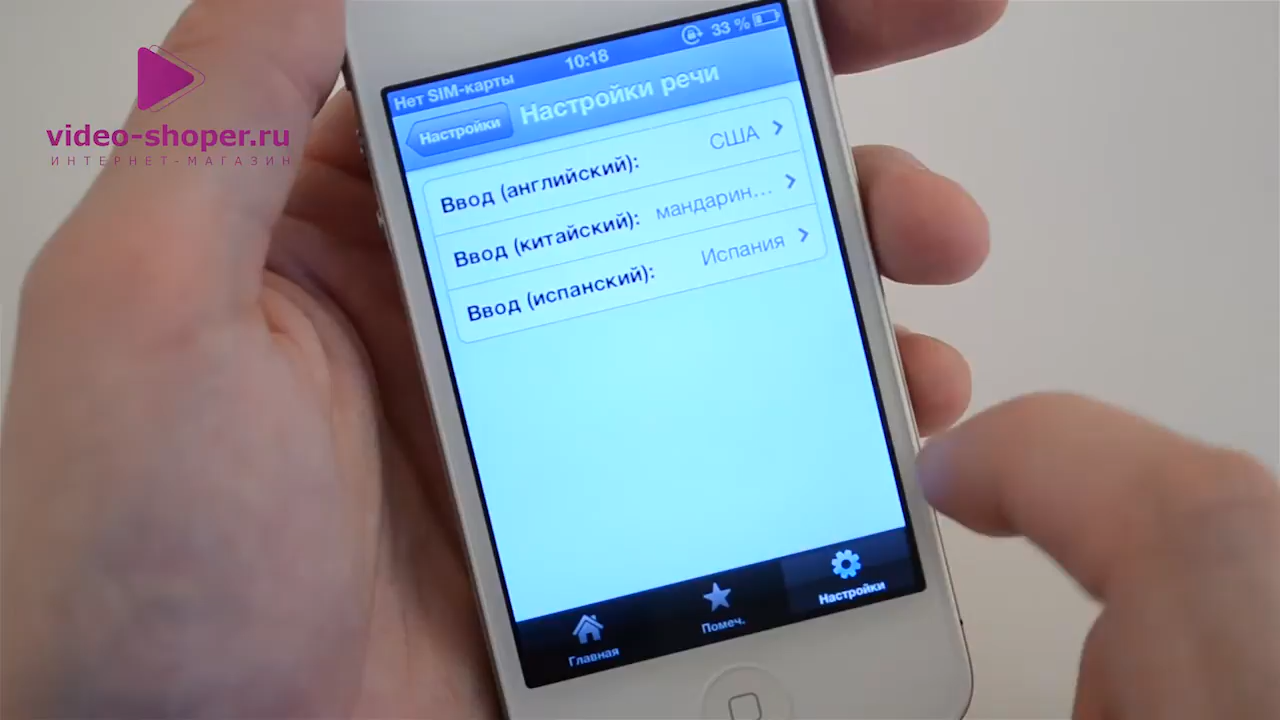 video-shoper.ru
ИНТЕРНЕТ-МАГАЗИН
Нет SIM-карты 10:18 33 %
Настройки Настройки речи
Ввод (английский): США
Ввод (китайский): мандарин...
Ввод (испанский): Испания
Главная Помеч. Настройки